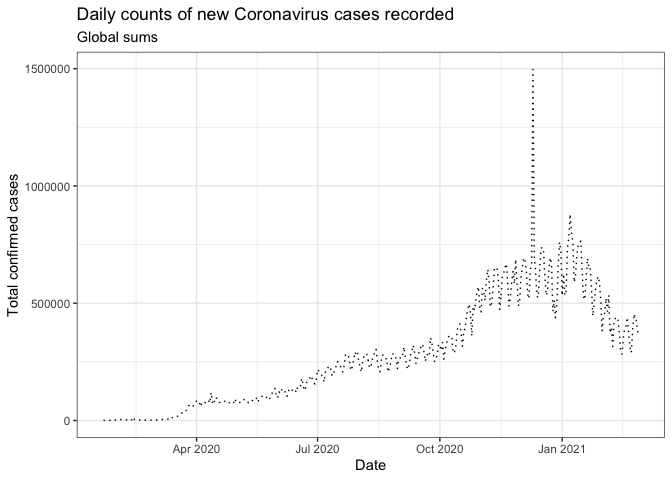 Daily counts of new Coronavirus cases recorded
Global sums
1500000
1000000
500000
0
Total confirmed cases
Apr 2020
Jul 2020
Oct 2020
Jan 2021
Date